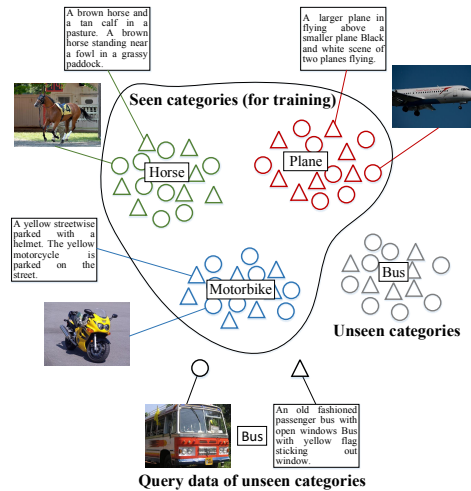 A brown horse and
a tan calf in a
pasture. A brown
horse standing near
a fowl in a grassy
paddock.
A larger plane in
flying above a
smaller plane Black
and white scene of
two planes flying.
Seen categories (for training)
Horse
Plane
A yellow streetwise
parked with a
helmet. The yellow
motorcycle is
parked on the
street.
Motorbike
Bus
Unseen categories
Bus
An old fashioned
passenger bus with
open windows Bus
with yellow flag
sticking out
window.
Query data of unseen categories